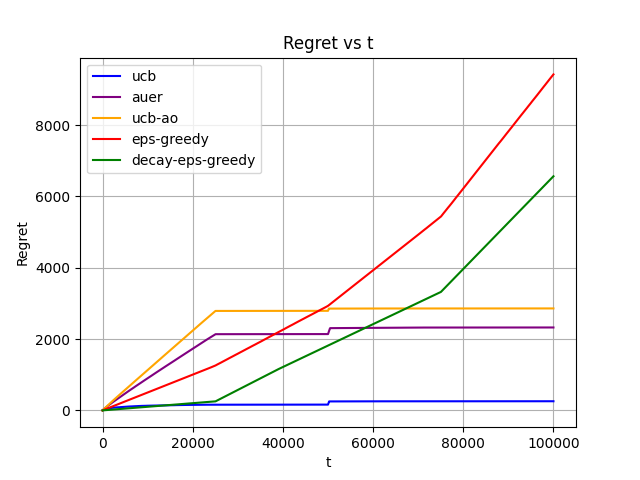 Regret vs t
ucb
auer
ucb-ao
eps-greedy
decay-eps-greedy
8000
6000
4000
2000
0
Regret
0 20000 40000 60000 80000 100000
t